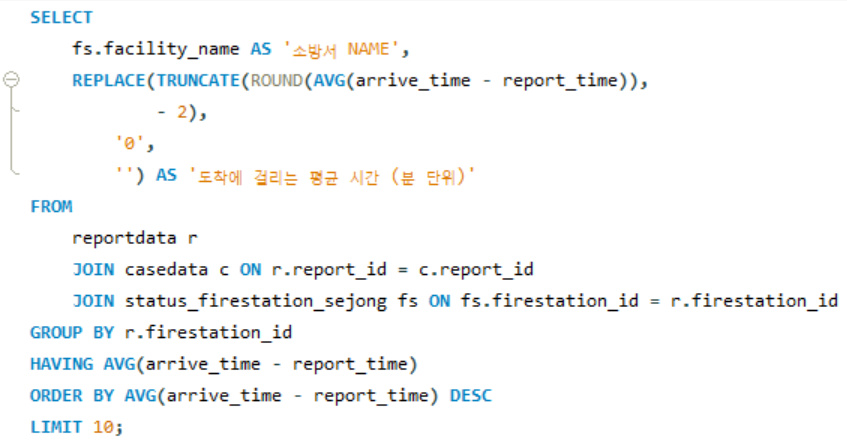 SELECT
fs.facility_name AS '소방서 NAME',
REPLACE(TRUNCATE(ROUND(AVG(arrive_time - report_time)),
- 2),
'0',
'') AS '도착에 걸리는 평균 시간 (분 단위)'
FROM
reportdata r
JOIN casedata c ON r.report_id = c.report_id
JOIN status_firestation_sejong fs ON fs.firestation_id = r.firestation_id
GROUP BY r.firestation_id
HAVING AVG(arrive_time - report_time)
ORDER BY AVG(arrive_time - report_time) DESC
LIMIT 10;